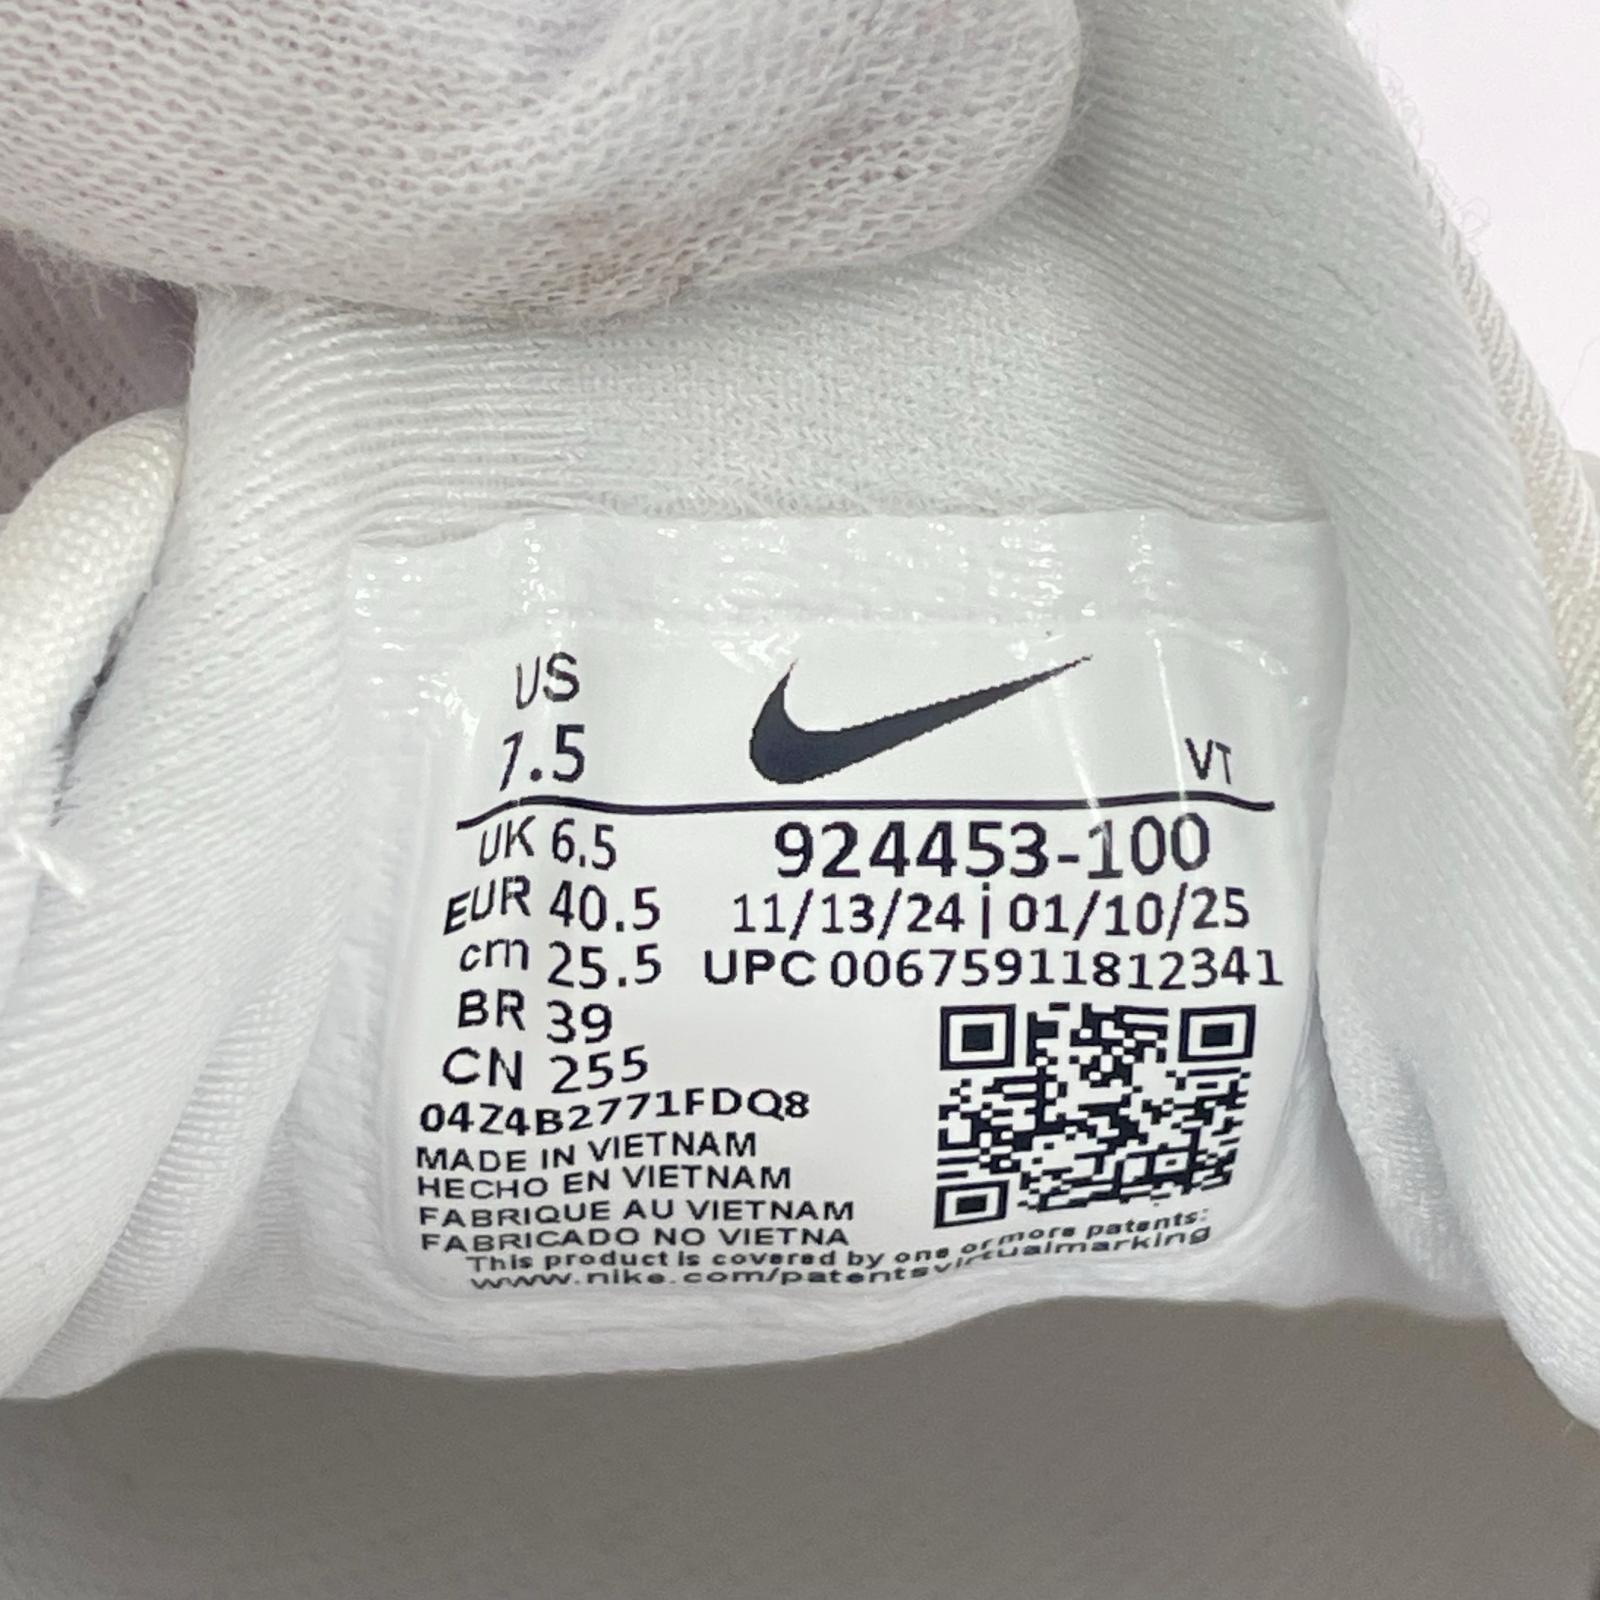 US
7.5
VT
UK 6.5
924453-100
EUR 40.5
11/13/24 | 01/10/25
cm 25.5
UPC 00675911812341
BR 39
CN 255
04Z4B2771FDQ8
MADE IN VIETNAM
HECHO EN VIETNAM
FABRIQUE AU VIETNAM
FABRICADO NO VIETNA
This product is covered by one or more patents:
www.nike.com/patentsvirtualmarking